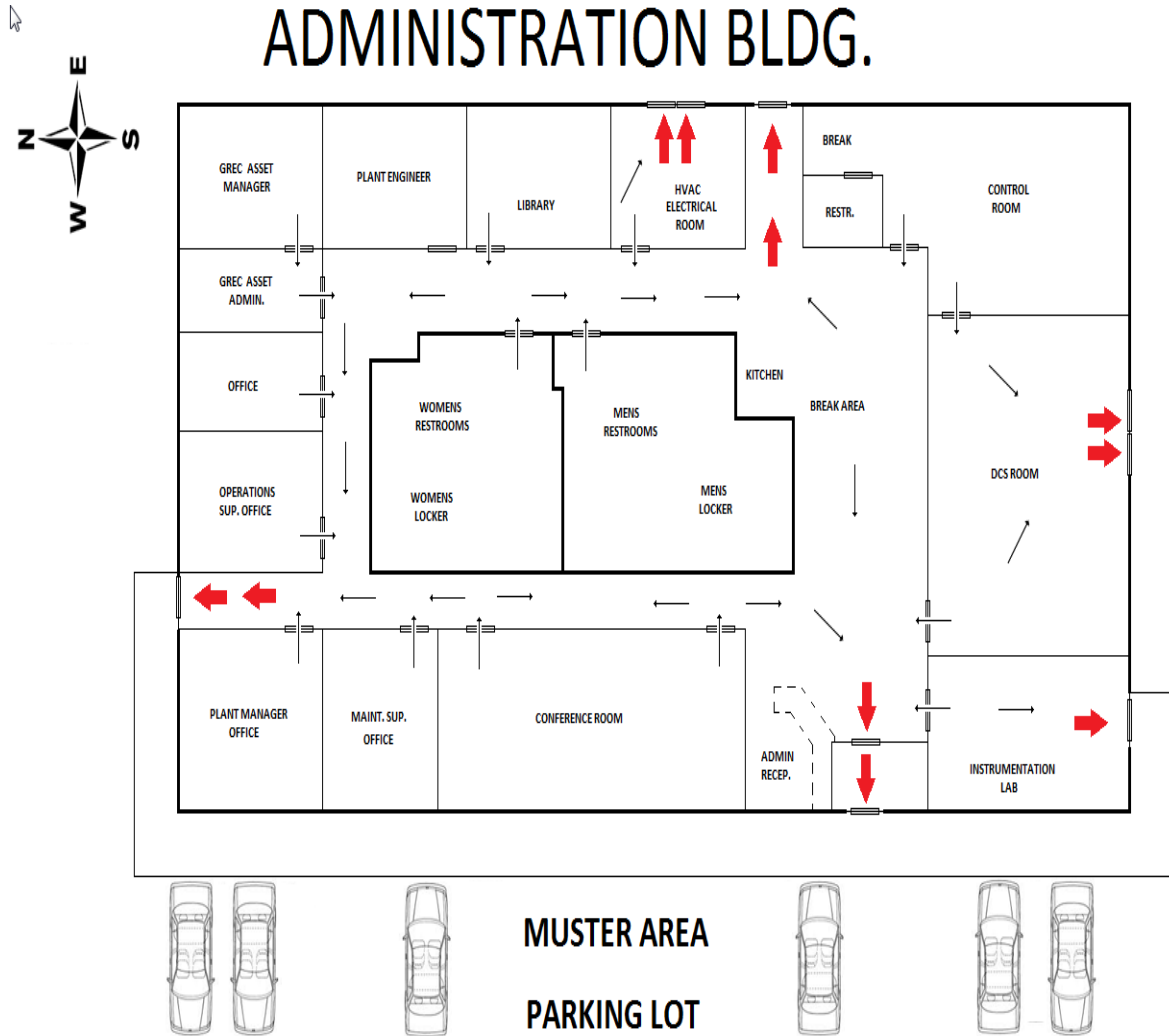 ADMINISTRATION BLDG.
E
N
S
W
GREC ASSET
MANAGER
PLANT ENGINEER
LIBRARY
HVAC
ELECTRICAL
ROOM
BREAK
RESTR.
CONTROL
ROOM
GREC ASSET
ADMIN.
OFFICE
OPERATIONS
SUP. OFFICE
WOMENS
RESTROOMS
WOMENS
LOCKER
MENS
RESTROOMS
MENS
LOCKER
KITCHEN
BREAK AREA
DCS ROOM
PLANT MANAGER
OFFICE
MAINT. SUP.
OFFICE
CONFERENCE ROOM
ADMIN
RECEP.
INSTRUMENTATION
LAB
MUSTER AREA
PARKING LOT